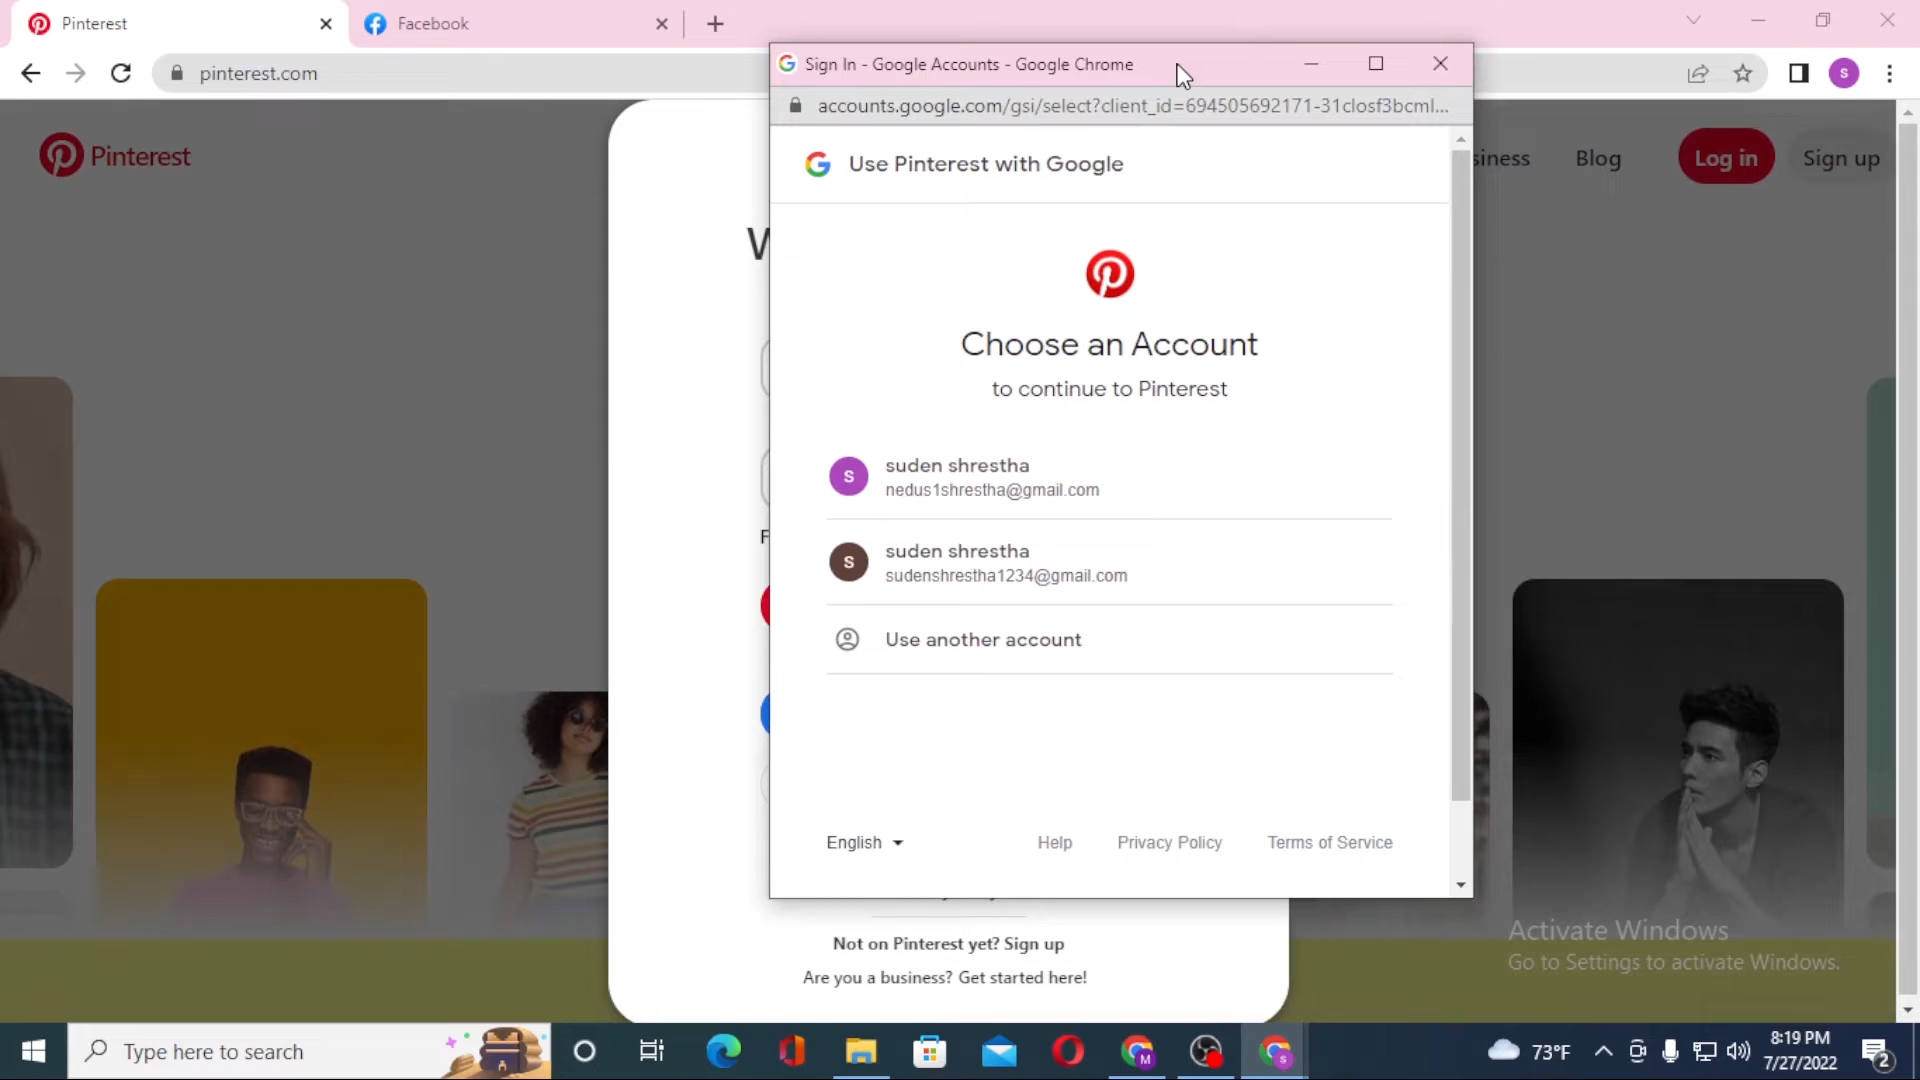 Pinterest
Facebook
pinterest.com
Sign In - Google Accounts - Google Chrome
accounts.google.com/gsi/select?client_id=694505692171-31closf3bcml...
Pinterest
Use Pinterest with Google
siness
Blog
Log in
Sign up
W
Choose an Account
to continue to Pinterest
S
suden shrestha
nedus1shrestha@gmail.com
F
S
suden shrestha
sudenshrestha1234@gmail.com
Use another account
English
Help
Privacy Policy
Terms of Service
Not on Pinterest yet? Sign up
Are you a business? Get started here!
Activate Windows
Go to Settings to activate Windows.
Type here to search
73°F
8:19 PM
7/27/2022
2